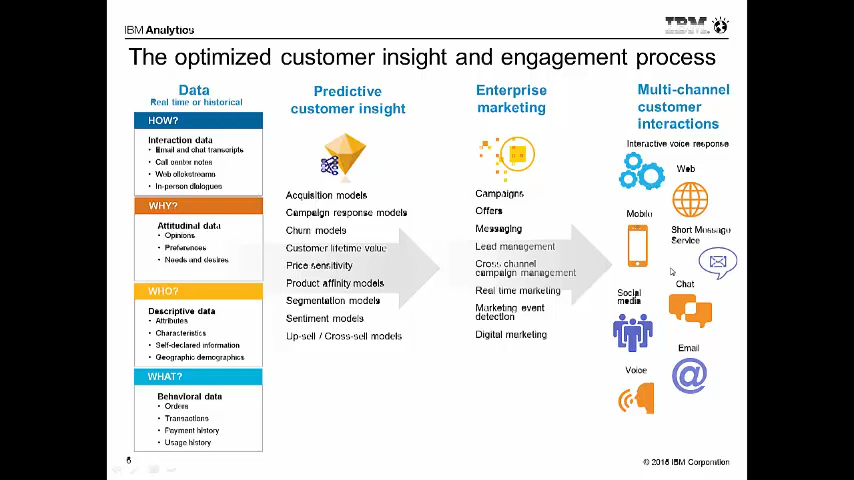 IBM Analytics
IBM
The optimized customer insight and engagement process
Data
Real time or historical
HOW?
Interaction data
• Email and chat transcripts
• Call center notes
• Web clickstreams
• In-person dialogues
WHY?
Attitudinal data
• Opinions
• Preferences
• Needs and desires
WHO?
Descriptive data
• Attributes
• Characteristics
• Self-declared information
• Geographic demographics
WHAT?
Behavioral data
• Orders
• Transactions
• Payment history
• Usage history
Predictive
customer insight
Acquisition models
Campaign response models
Churn models
Customer lifetime value
Price sensitivity
Product affinity models
Segmentation models
Sentiment models
Up-sell / Cross-sell models
Enterprise
marketing
Campaigns
Offers
Messaging
Lead management
Cross channel
campaign management
Real time marketing
Marketing event
detection
Digital marketing
Multi-channel
customer
interactions
Interactive voice response
Web
Mobile
Short Message
Service
Chat
Social
media
Email
@
Voice
6
© 2015 IBM Corporation